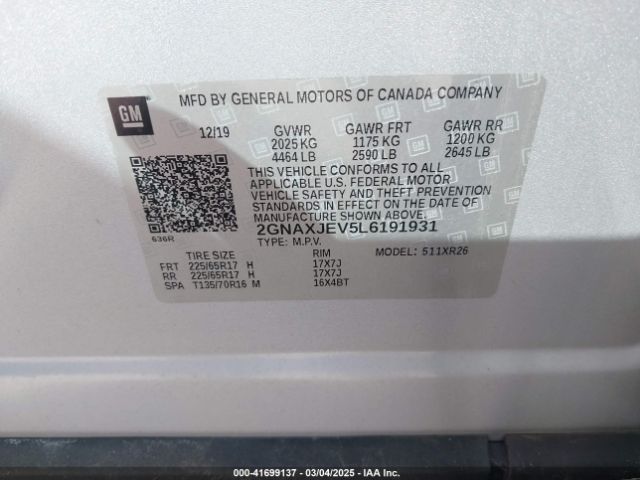 GM
MFD BY GENERAL MOTORS OF CANADA COMPANY
12/19 GVWR GAWR FRT GAWR RR
2025 KG 1175 KG 1200 KG
4464 LB 2590 LB 2645 LB
THIS VEHICLE CONFORMS TO ALL
APPLICABLE U.S. FEDERAL MOTOR
VEHICLE SAFETY AND THEFT PREVENTION
STANDARDS IN EFFECT ON THE DATE OF
MANUFACTURE SHOWN ABOVE.
2GNAXJEV5L6191931
636R
TYPE: M.P.V. MODEL: 511XR26
TIRE SIZE RIM
FRT 225/65R17 H 17X7J
RR 225/65R17 H 17X7J
SPA T135/70R16 M 16X4BT
000-41699137 - 03/04/2025 - IAA Inc.